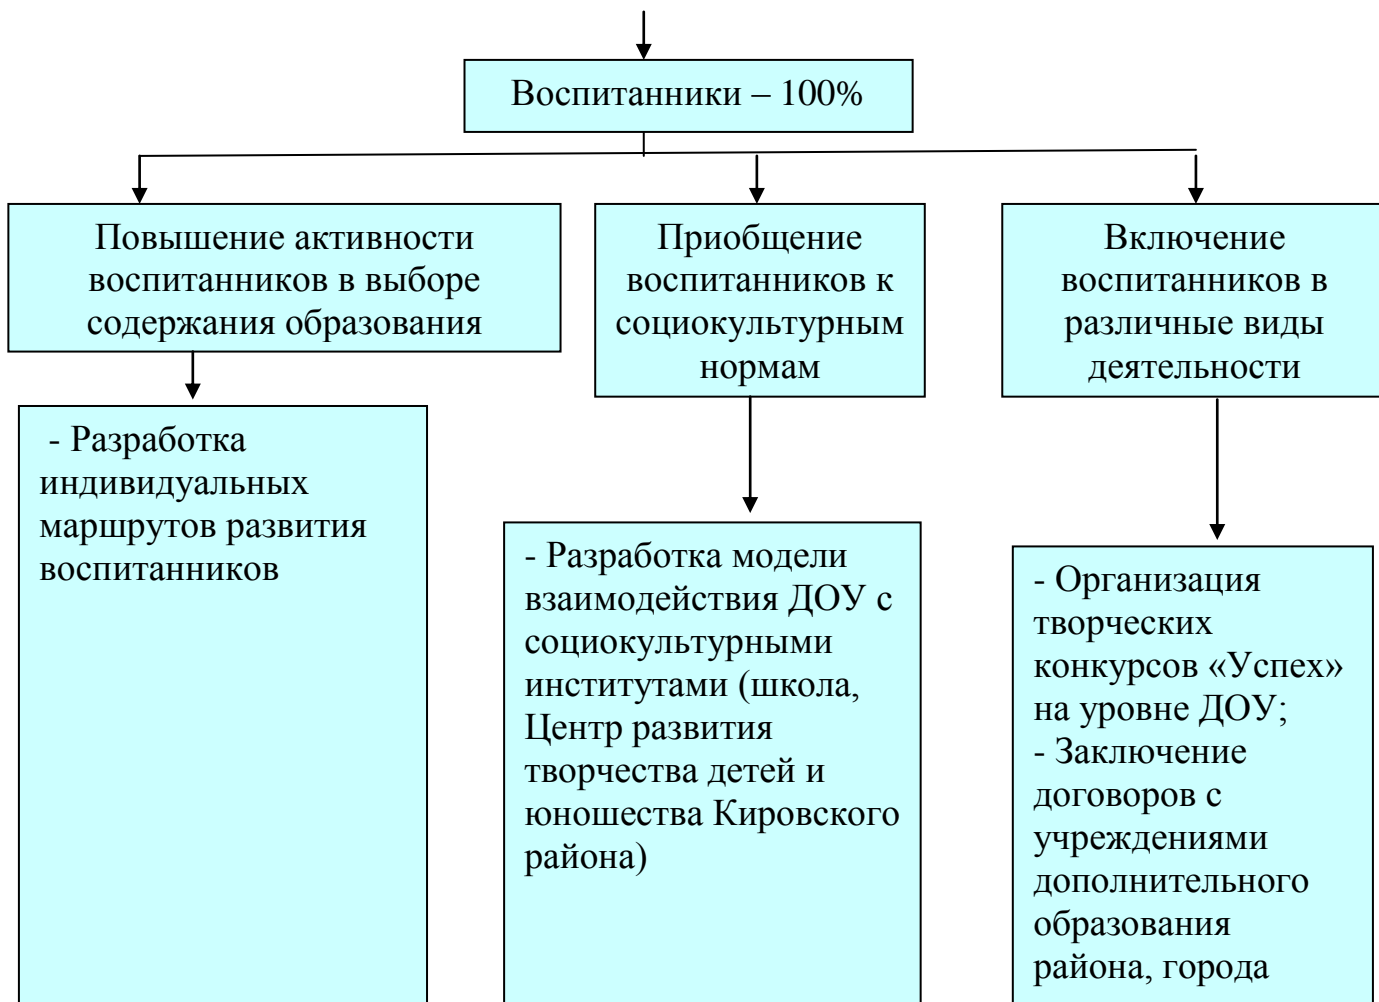 Воспитанники – 100%
Повышение активности
воспитанников в выборе
содержания образования
Приобщение
воспитанников к
социокультурным
нормам
Включение
воспитанников в
различные виды
деятельности
- Разработка
индивидуальных
маршрутов развития
воспитанников
- Разработка модели
взаимодействия ДОУ с
социокультурными
институтами (школа,
Центр развития
творчества детей и
юношества Кировского
района)
- Организация
творческих
конкурсов «Успех»
на уровне ДОУ;
- Заключение
договоров с
учреждениями
дополнительного
образования
района, города